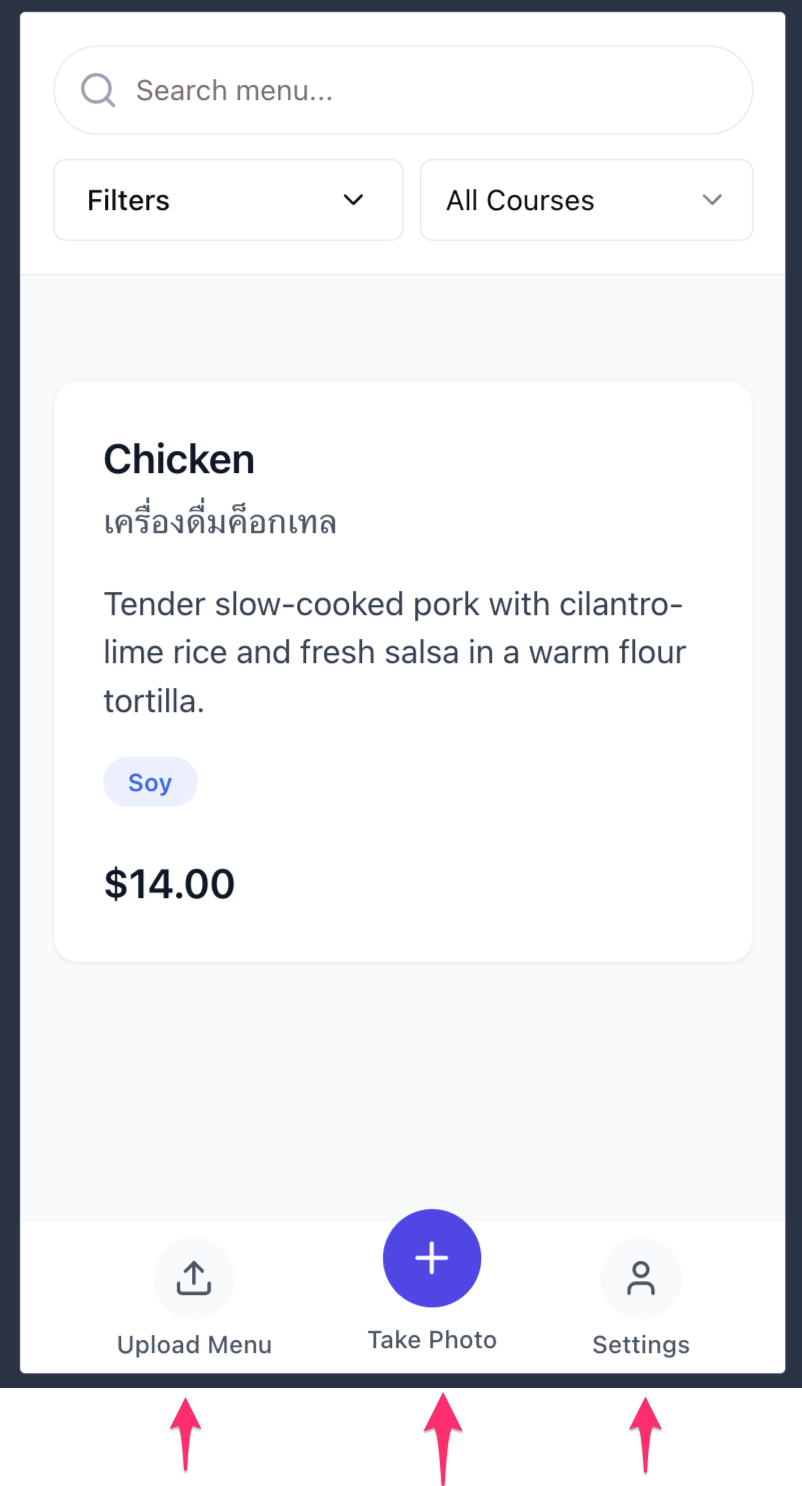 Search menu...
Filters
All Courses
Chicken
เครื่องดื่มค็อกเทล
Tender slow-cooked pork with cilantro-
lime rice and fresh salsa in a warm flour
tortilla.
Soy
$14.00
Upload Menu
Take Photo
Settings